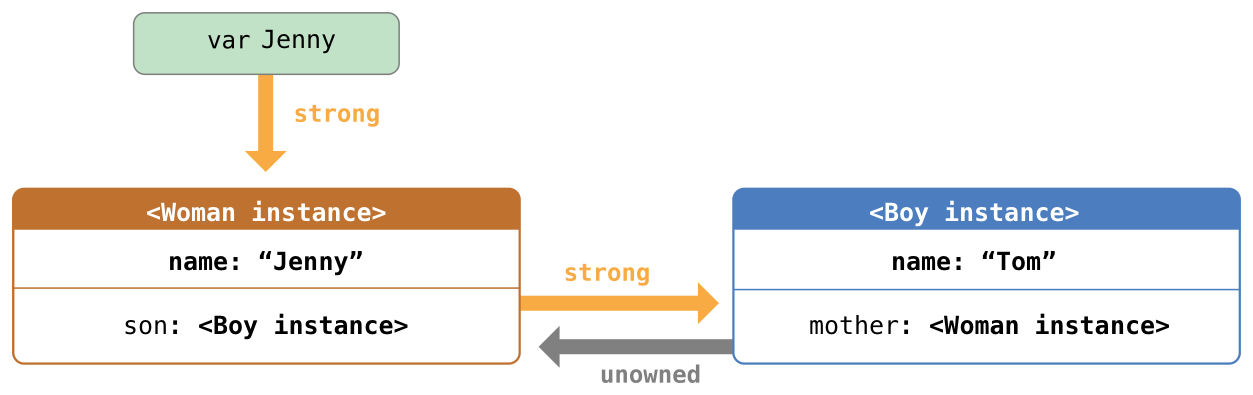 var Jenny
strong
<Woman instance>
<Boy instance>
name: “Jenny”
name: “Tom”
strong
son: <Boy instance>
mother: <Woman instance>
unowned